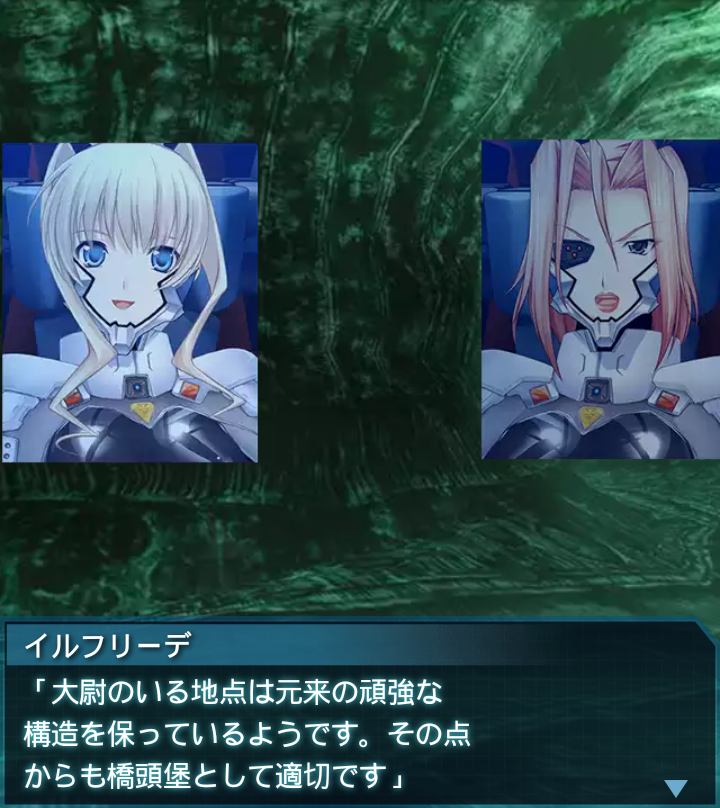 イルフリーデ
「大尉のいる地点は元来の頑強な
構造を保っているようです。その点
からも橋頭堡として適切です」